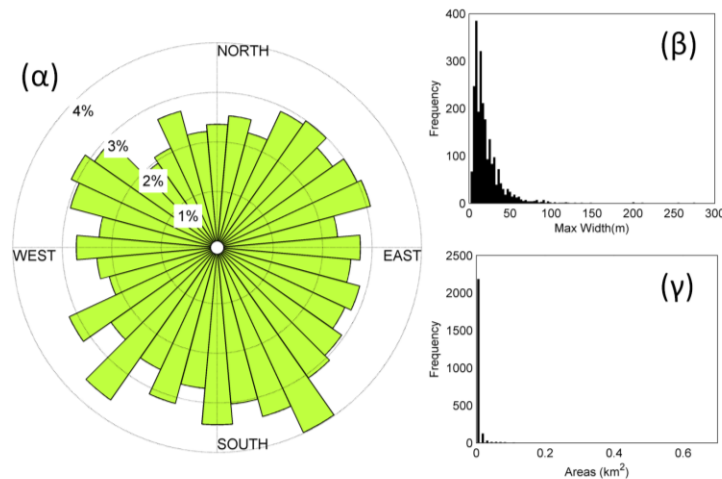 (α)
NORTH
4%
3%
2%
1%
WEST
EAST
SOUTH
(β)
Frequency
400
300
200
100
0
0 50 100 150 200 250 300
Max Width(m)
(γ)
Frequency
2500
2000
1500
1000
500
0
0 0.2 0.4 0.6
Areas (km²)